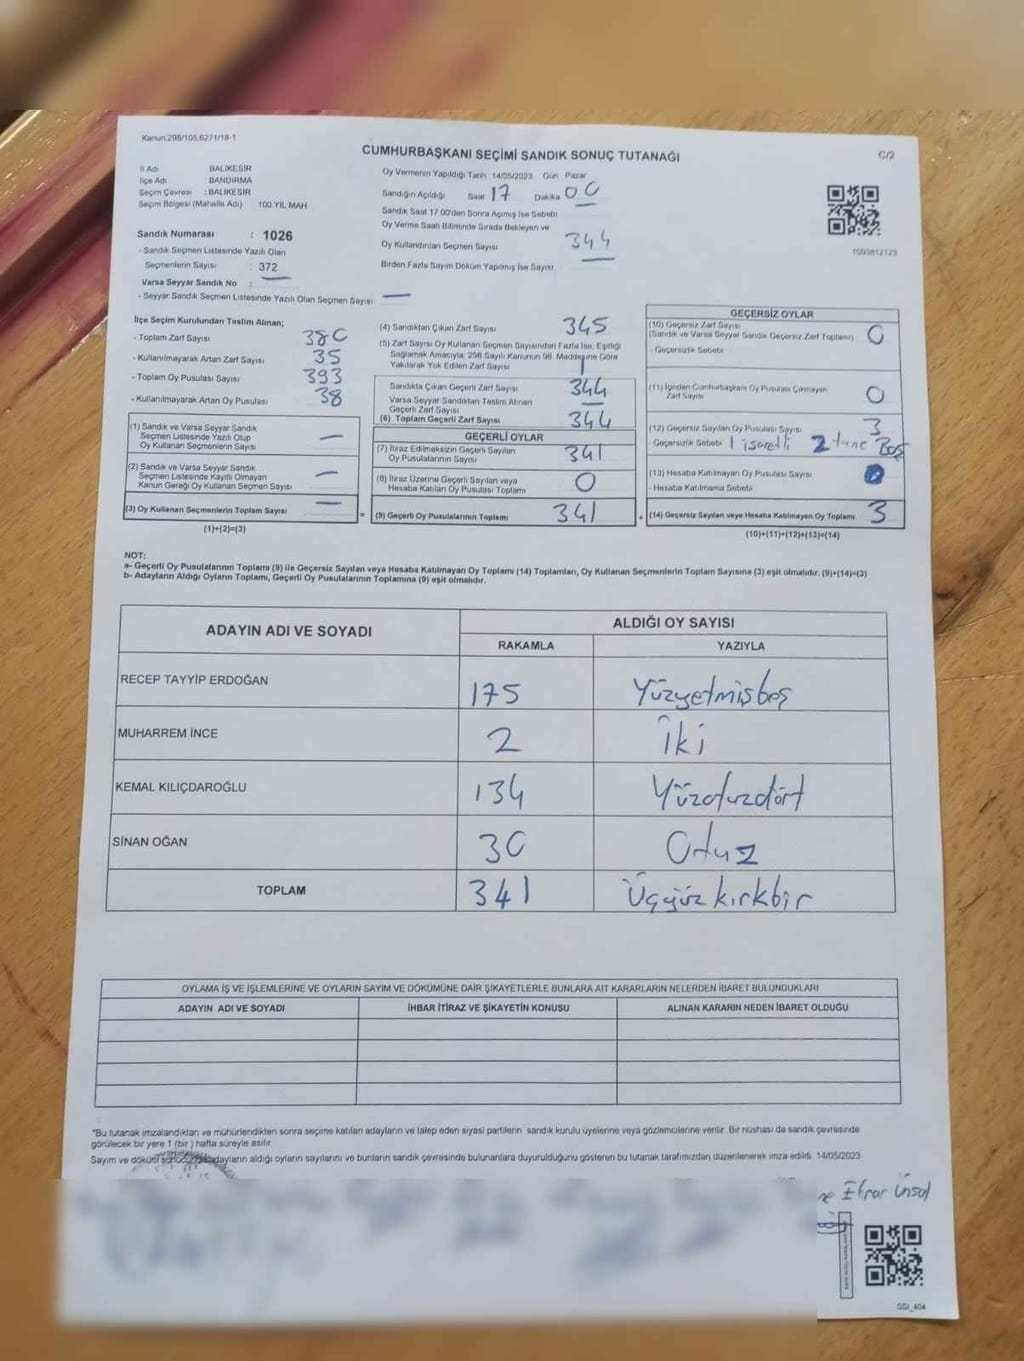 Kanun:298/105,6271/18-1
CUMHURBAŞKANI SEÇİMİ SANDIK SONUÇ TUTANAĞI
C/2
İl Adı BALIKESİR
İlçe Adı : BANDIRMA
Seçim Çevresi : BALIKESİR
Seçim Bölgesi (Mahalle Adı) : 100.YIL MAH
Sandık Numarası : 1026
- Sandık Seçmen Listesinde Yazılı Olan
Seçmenlerin Sayısı : 372
Varsa Seyyar Sandık No :
- Seyyar Sandık Seçmen Listesinde Yazılı Olan Seçmen Sayısı —
Oy Vermenin Yapıldığı Tarih 14/05/2023 Gün Pazar
Sandığın Açıldığı Saat 17 Dakika 00
Sandık Saat 17.00'den Sonra Açımış İse Sebebi
Oy Verme Saati Bitiminde Sırada Bekleyen ve
Oy Kullandırılan Seçmen Sayısı 344
Birden Fazla Sayım Döküm Yapılmış İse Sayısı
1093812123
İlçe Seçim Kurulundan Teslim Alınan;
- Toplam Zarf Sayısı 380
- Kullanılmayarak Artan Zarf Sayısı 35
- Toplam Oy Pusulası Sayısı 393
- Kullanılmayarak Artan Oy Pusulası 38
(1) Sandık ve Varsa Seyyar Sandık
Seçmen Listesinde Yazılı Olup
Oy Kullanan Seçmenlerin Sayısı —
(2) Sandık ve Varsa Seyyar Sandık
Seçmen Listesinde Kayıtlı Olmayan
Kanun Gereği Oy Kullanan Seçmen Sayısı —
(3) Oy Kullanan Seçmenlerin Toplam Sayısı —
(1)+(2)=(3)
(4) Sandıktan Çıkan Zarf Sayısı 345
(5) Zarf Sayısı Oy Kullanan Seçmen Sayısından Fazla İse, Eşitliği
Sağlamak Amacıyla, 298 Sayılı Kanunun 98. Maddesine Göre
Yakılarak Yok Edilen Zarf Sayısı 1
Sandıkta Çıkan Geçerli Zarf Sayısı 344
Varsa Seyyar Sandıktan Teslim Alınan
Geçerli Zarf Sayısı —
(6) Toplam Geçerli Zarf Sayısı 344
GEÇERLİ OYLAR
(7) İtiraz Edilmeksizin Geçerli Sayılan
Oy Pusulalarının Sayısı 341
(8) İtiraz Üzerine Geçerli Sayılan veya
Hesaba Katılan Oy Pusulası Toplamı 0
(9) Geçerli Oy Pusulalarının Toplamı 341
GEÇERSİZ OYLAR
(10) Geçersiz Zarf Sayısı
(Sandık ve Varsa Seyyar Sandık Geçersiz Zarf Toplamı) 0
- Geçersizlik Sebebi
(11) İçinden Cumhurbaşkanı Oy Pusulası Çıkmayan
Zarf Sayısı 0
(12) Geçersiz Sayılan Oy Pusulası Sayısı 3
- Geçersizlik Sebebi 1 işaretli 2 tane Boş
(13) Hesaba Katılmayan Oy Pusulası Sayısı
- Hesaba Katılmama Sebebi
(14) Geçersiz Sayılan veya Hesaba Katılmayan Oy Toplamı 3
(10)+(11)+(12)+(13)=(14)
NOT:
a- Geçerli Oy Pusulalarının Toplamı (9) ile Geçersiz Sayılan veya Hesaba Katılmayan Oy Toplamı (14) Toplamları, Oy Kullanan Seçmenlerin Toplam Sayısına (3) eşit olmalıdır. (9)+(14)=(3)
b- Adayların Aldığı Oyların Toplamı, Geçerli Oy Pusulalarının Toplamına (9) eşit olmalıdır.
ADAYIN ADI VE SOYADI
ALDIĞI OY SAYISI
RAKAMLA YAZIYLA
RECEP TAYYİP ERDOĞAN 175 Yüzyetmişbeş
MUHARREM İNCE 2 İki
KEMAL KILIÇDAROĞLU 134 Yüzotuzdört
SİNAN OĞAN 30 Otuz
TOPLAM 341 Üçyüzkırkbir
OYLAMA İŞ VE İŞLEMLERİNE VE OYLARIN SAYIM VE DÖKÜMÜNE DAİR ŞİKAYETLERLE BUNLARA AİT KARARLARIN NELERDEN İBARET BULUNDUKLARI
ADAYIN ADI VE SOYADI İHBAR İTİRAZ VE ŞİKAYETİN KONUSU ALINAN KARARIN NEDEN İBARET OLDUĞU
"Bu tutanak imzalandıktan ve mühürlendikten sonra seçime katılan adayların ve talep eden siyasi partilerin sandık kurulu üyelerine veya gözlemcilerine verilir. Bir nüshası da sandık çevresinde
görülecek bir yere 1 (bir) hafta süreyle asılır.
Sayım ve döküm sonucunda adayların aldığı oyların sayılarını ve bunların sandık çevresinde bulunanlara duyurulduğunu gösteren bu tutanak tarafımızdan düzenlenerek imza edildi. 14/05/2023
Ünsal
SSI_404